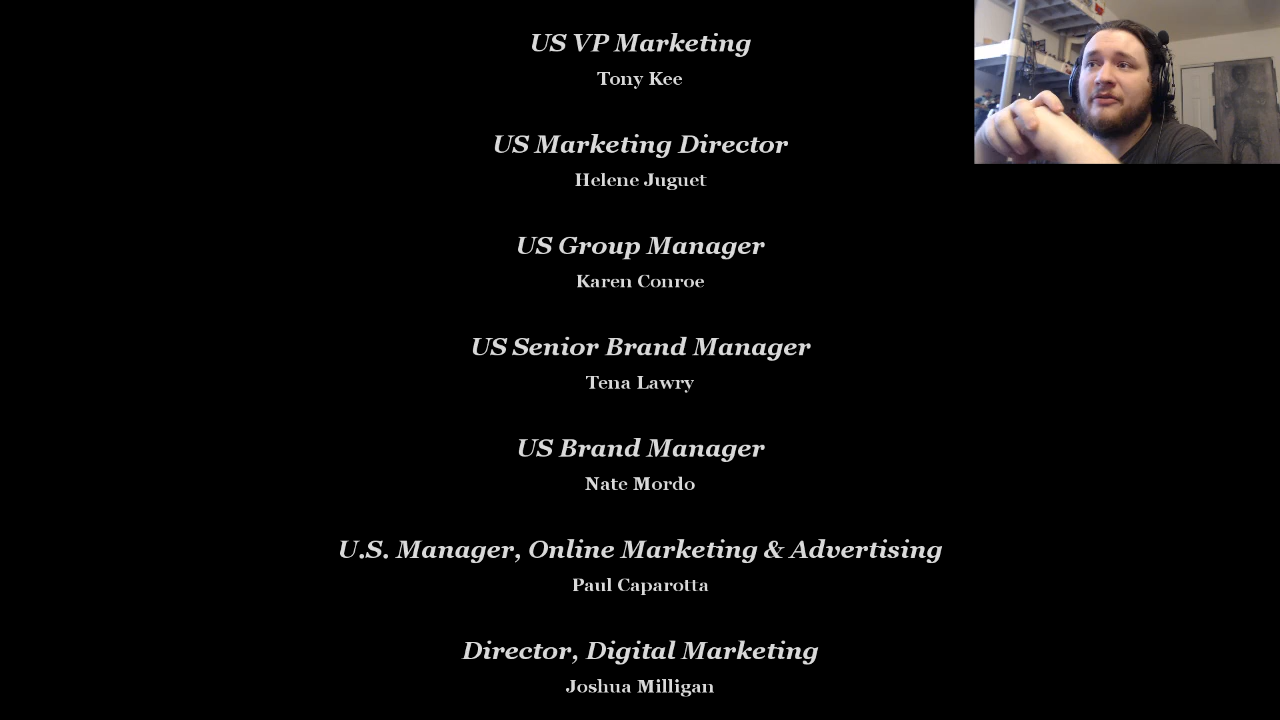 US VP Marketing
Tony Kee
US Marketing Director
Helene Juguet
US Group Manager
Karen Conroe
US Senior Brand Manager
Tena Lawry
US Brand Manager
Nate Mordo
U.S. Manager, Online Marketing & Advertising
Paul Caparotta
Director, Digital Marketing
Joshua Milligan